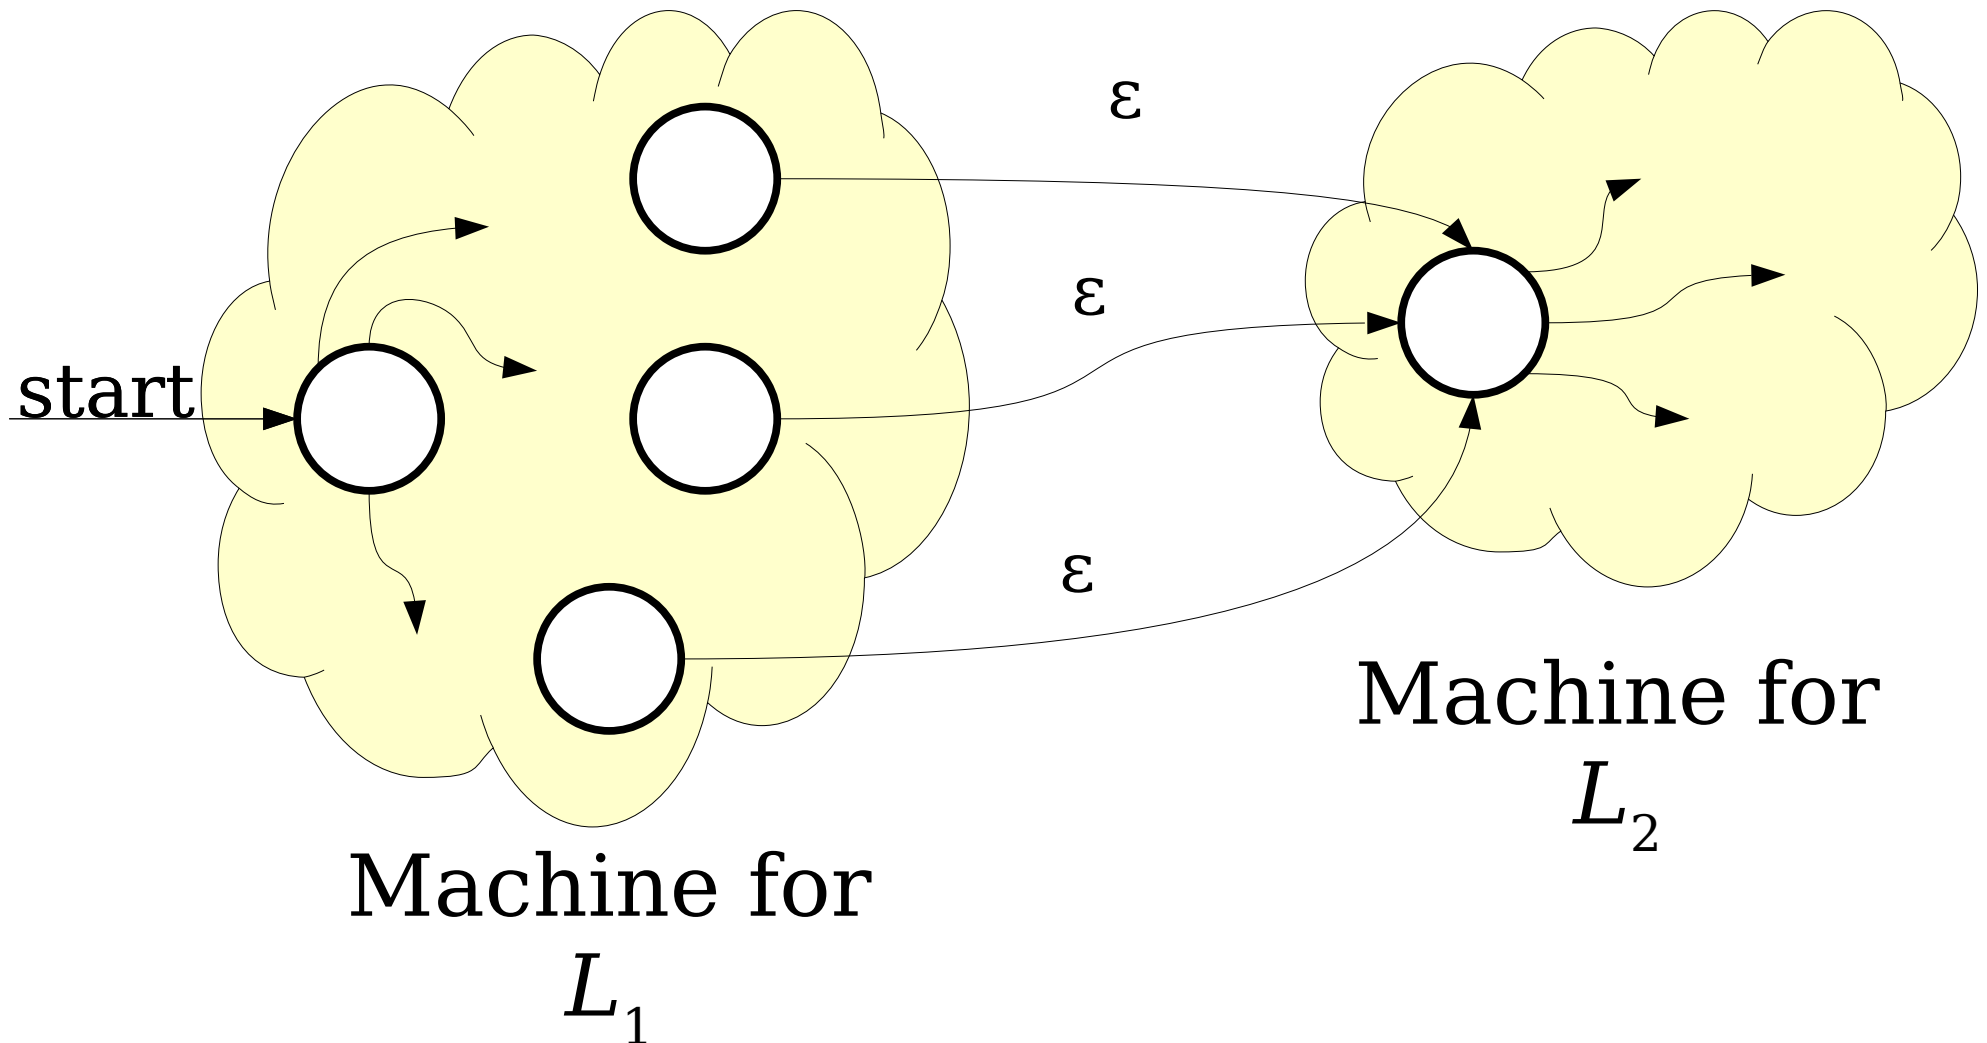 ε
ε
start
ε
Machine for
L2
Machine for
L1